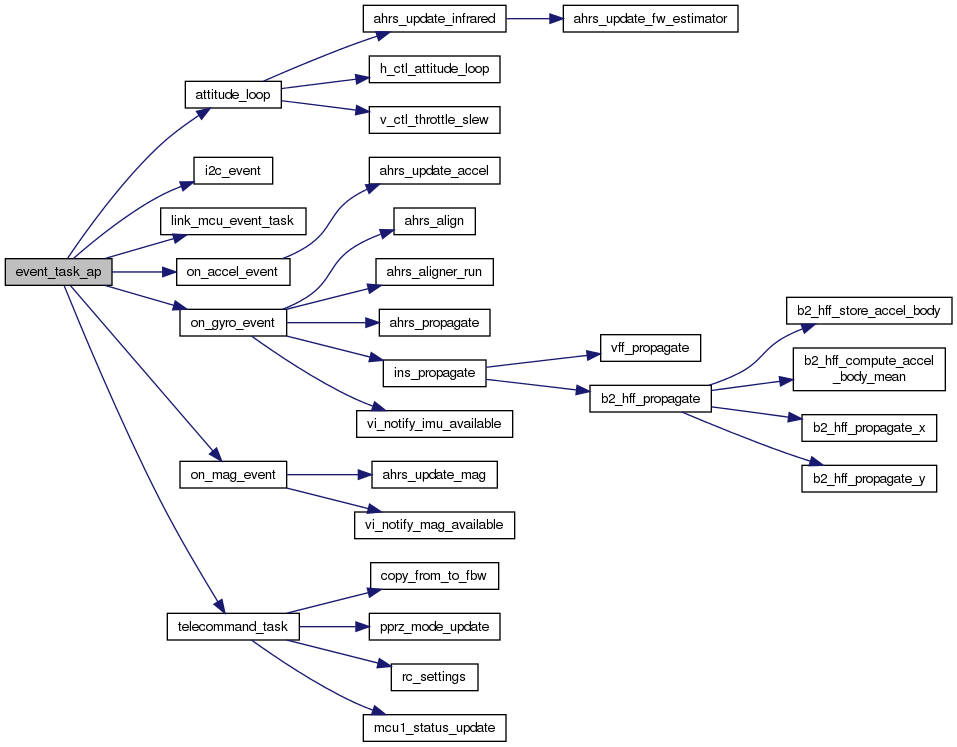 ahrs_update_infrared
ahrs_update_fw_estimator
h_ctl_attitude_loop
attitude_loop
v_ctl_throttle_slew
i2c_event
ahrs_update_accel
link_mcu_event_task
ahrs_align
event_task_ap
on_accel_event
ahrs_aligner_run
b2_hff_store_accel_body
on_gyro_event
ahrs_propagate
vff_propagate
b2_hff_compute_accel
_body_mean
ins_propagate
b2_hff_propagate
vi_notify_imu_available
b2_hff_propagate_x
on_mag_event
ahrs_update_mag
b2_hff_propagate_y
vi_notify_mag_available
copy_from_to_fbw
telecommand_task
pprz_mode_update
rc_settings
mcu1_status_update